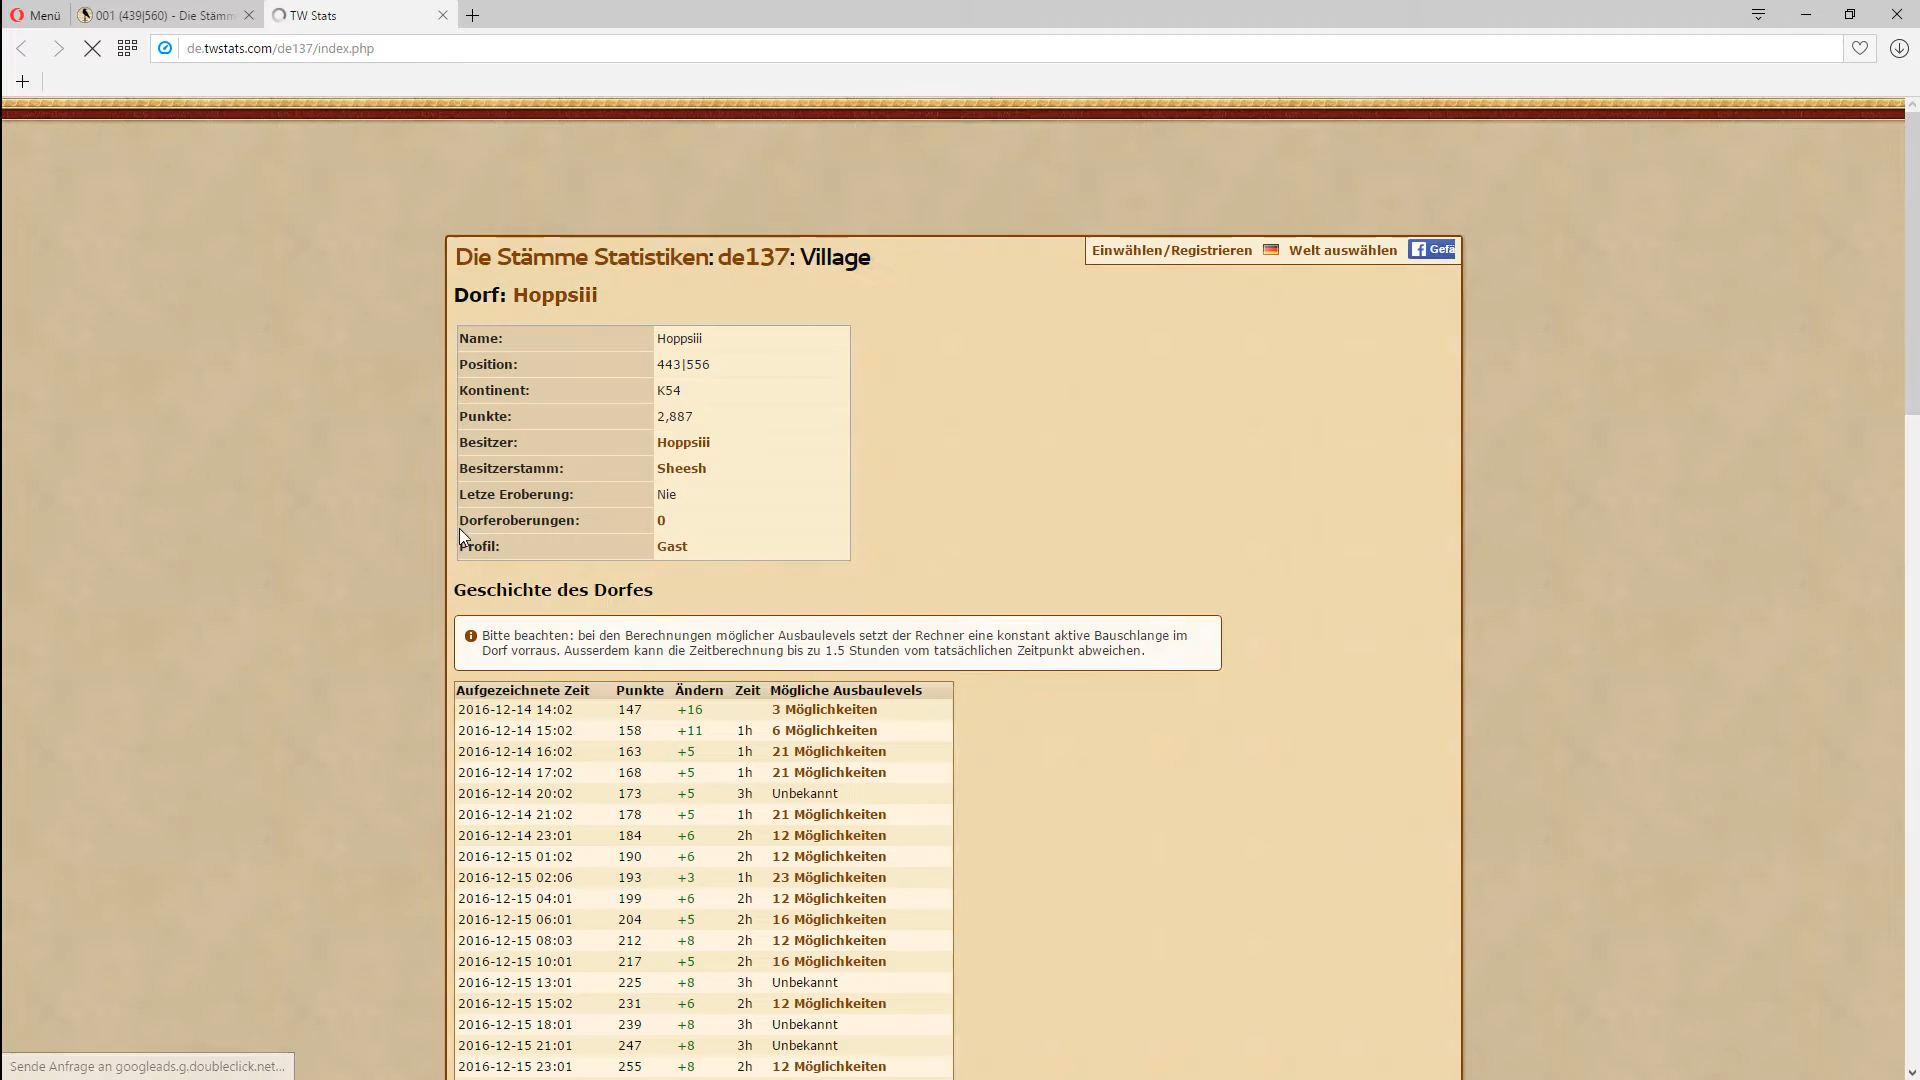 Menü
001 (439|560) - Die Stämm
TW Stats
de.twstats.com/de137/index.php
Die Stämme Statistiken: de137: Village
Einwählen/Registrieren
Welt auswählen
Gefä
Dorf: Hoppsiii
Name: Hoppsiii
Position: 443|556
Kontinent: K54
Punkte: 2,887
Besitzer: Hoppsiii
Besitzerstamm: Sheesh
Letze Eroberung: Nie
Dorferoberungen: 0
Profil: Gast
Geschichte des Dorfes
Bitte beachten: bei den Berechnungen möglicher Ausbaulevels setzt der Rechner eine konstant aktive Bauschlange im
Dorf vorraus. Ausserdem kann die Zeitberechnung bis zu 1.5 Stunden vom tatsächlichen Zeitpunkt abweichen.
Aufgezeichnete Zeit Punkte Ändern Zeit Mögliche Ausbaulevels
2016-12-14 14:02 147 +16 3 Möglichkeiten
2016-12-14 15:02 158 +11 1h 6 Möglichkeiten
2016-12-14 16:02 163 +5 1h 21 Möglichkeiten
2016-12-14 17:02 168 +5 1h 21 Möglichkeiten
2016-12-14 20:02 173 +5 3h Unbekannt
2016-12-14 21:02 178 +5 1h 21 Möglichkeiten
2016-12-14 23:01 184 +6 2h 12 Möglichkeiten
2016-12-15 01:02 190 +6 2h 12 Möglichkeiten
2016-12-15 02:06 193 +3 1h 23 Möglichkeiten
2016-12-15 04:01 199 +6 2h 12 Möglichkeiten
2016-12-15 06:01 204 +5 2h 16 Möglichkeiten
2016-12-15 08:03 212 +8 2h 12 Möglichkeiten
2016-12-15 10:01 217 +5 2h 16 Möglichkeiten
2016-12-15 13:01 225 +8 3h Unbekannt
2016-12-15 15:02 231 +6 2h 12 Möglichkeiten
2016-12-15 18:01 239 +8 3h Unbekannt
2016-12-15 21:01 247 +8 3h Unbekannt
2016-12-15 23:01 255 +8 2h 12 Möglichkeiten
Sende Anfrage an googleads.g.doubleclick.net...